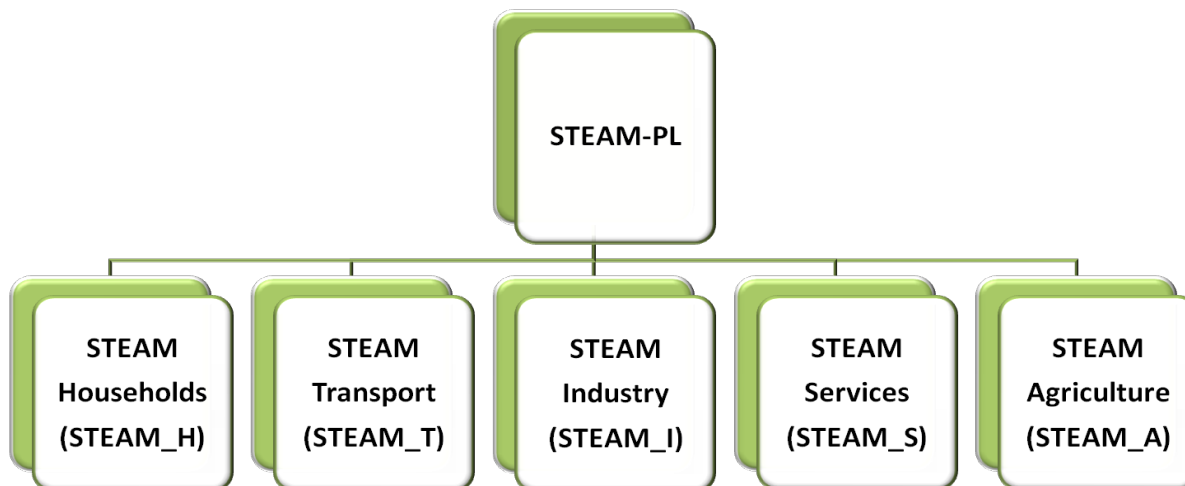 STEAM-PL
STEAM
Households
(STEAM_H)
STEAM
Transport
(STEAM_T)
STEAM
Industry
(STEAM_I)
STEAM
Services
(STEAM_S)
STEAM
Agriculture
(STEAM_A)